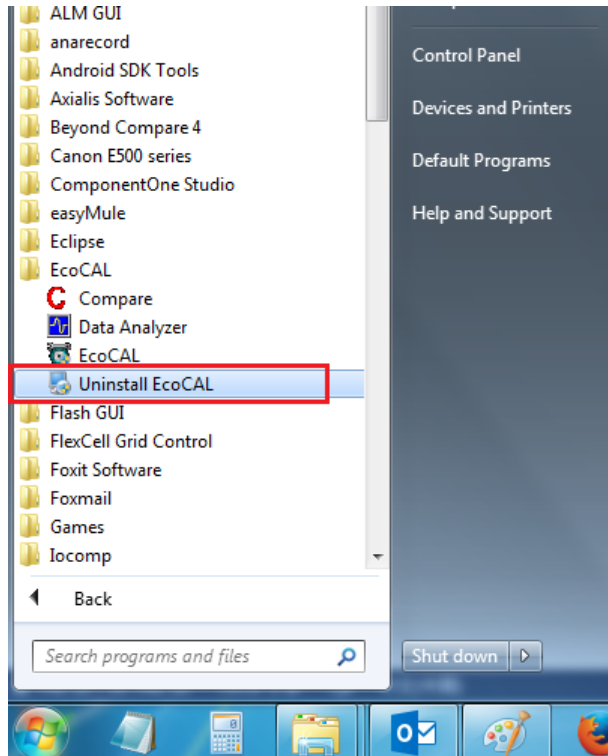 ALM GUI
anarecord
Android SDK Tools
Axialis Software
Beyond Compare 4
Canon E500 series
ComponentOne Studio
easyMule
Eclipse
EcoCAL
Compare
Data Analyzer
EcoCAL
Uninstall EcoCAL
Flash GUI
FlexCell Grid Control
Foxit Software
Foxmail
Games
Iocomp
Back
Search programs and files
Control Panel
Devices and Printers
Default Programs
Help and Support
Shut down